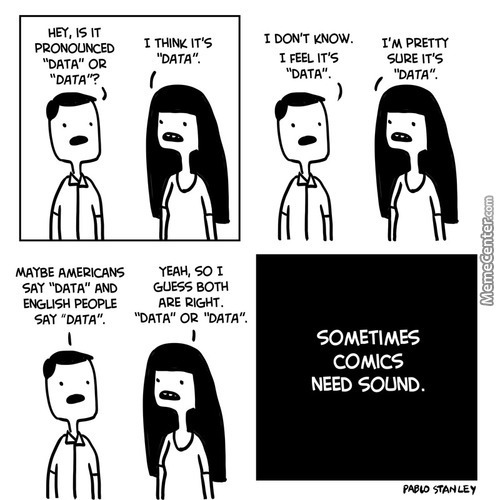 HEY, IS IT
PRONOUNCED
"DATA" OR
"DATA"?
I THINK IT'S
"DATA".
I DON'T KNOW.
I FEEL IT'S
"DATA".
I'M PRETTY
SURE IT'S
"DATA".
MemeCenter.com
MAYBE AMERICANS
SAY "DATA" AND
ENGLISH PEOPLE
SAY "DATA".
YEAH, SO I
GUESS BOTH
ARE RIGHT.
"DATA" OR "DATA".
SOMETIMES
COMICS
NEED SOUND.
PABLO STANLEY